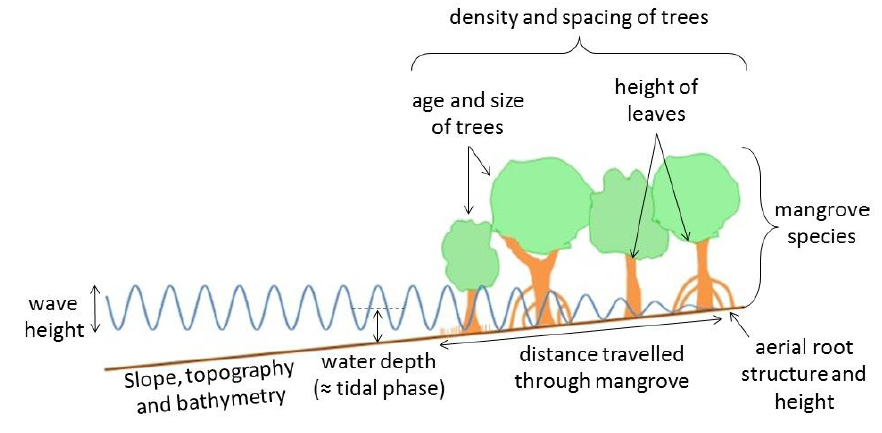 density and spacing of trees
age and size
of trees
height of
leaves
mangrove
species
wave
height
Slope, topography
and bathymetry
water depth
(≈ tidal phase)
distance travelled
through mangrove
aerial root
structure and
height